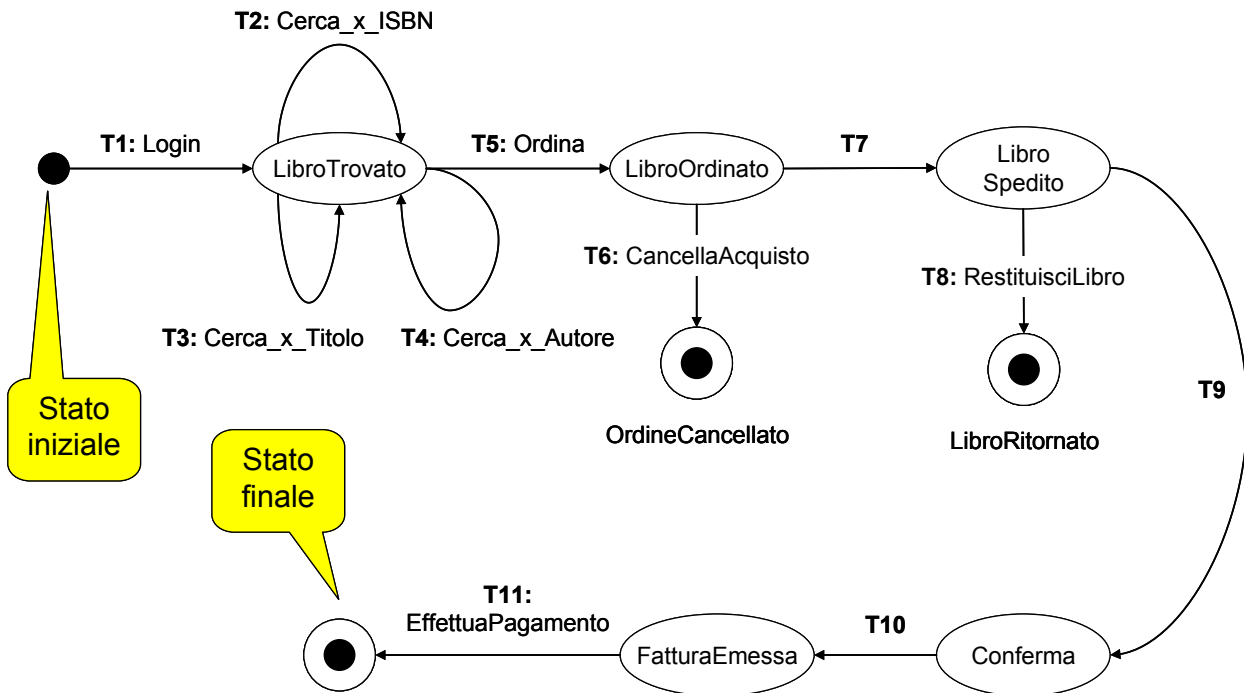 T2: Cerca_x_ISBN
T1: Login
LibroTrovato
T5: Ordina
LibroOrdinato
T7
Libro
Spedito
T6: CancellaAcquisto
T8: RestituisciLibro
T3: Cerca_x_Titolo
T4: Cerca_x_Autore
T9
Stato
iniziale
OrdineCancellato
LibroRitornato
Stato
finale
T11:
EffettuaPagamento
T10
FatturaEmessa
Conferma